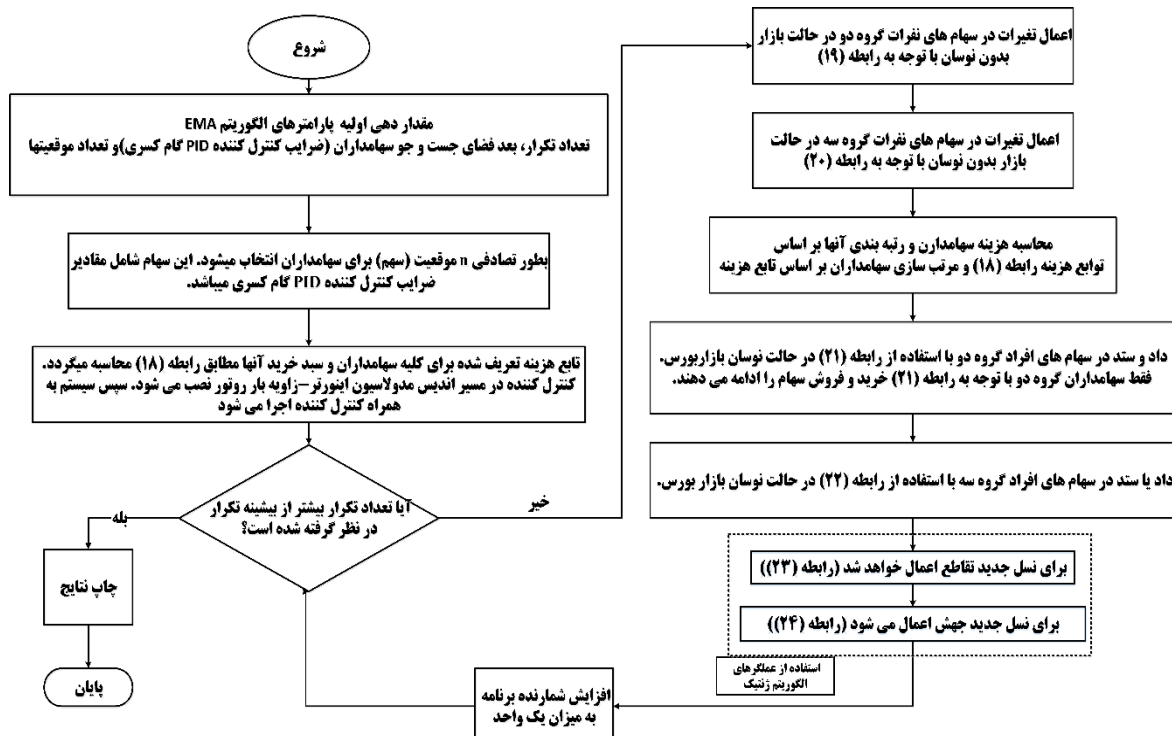 شروع
مقدار دهی اولیه پارامترهای الگوریتم EMA
تعداد تکرار، بعد فضای جست و جو سهامداران (ضرایب کنترل کننده PID گام کسری)و تعداد موقعیتها
بطور تصادفی n موقعیت (سهم) برای سهامداران انتخاب میشود. این سهام شامل مقادیر
ضرایب کنترل کننده PID گام کسری میباشد.
تابع هزینه تعریف شده برای کلیه سهامداران و سبد خرید آنها مطابق رابطه (۱۸) محاسبه میگردد.
کنترل کننده در مسیر اندیس مدولاسیون اینورتر–زاویه بار روتور نصب می شود. سپس سیستم به
همراه کنترل کننده اجرا می شود
آیا تعداد تکرار بیشتر از بیشینه تکرار
در نظر گرفته شده است؟
بله
خیر
چاپ نتایج
پایان
اعمال تغیرات در سهام های نفرات گروه دو در حالت بازار
بدون نوسان با توجه به رابطه (۱۹)
اعمال تغیرات در سهام های نفرات گروه سه در حالت
بازار بدون نوسان با توجه به رابطه (۲۰)
محاسبه هزینه سهامدارن و رتبه بندی آنها بر اساس
توابع هزینه رابطه (۱۸) و مرتب سازی سهامداران بر اساس تابع هزینه
داد و ستد در سهام های افراد گروه دو با استفاده از رابطه (۲۱) در حالت نوسان بازاربورس.
فقط سهامداران گروه دو با توجه به رابطه (۲۱) خرید و فروش سهام را ادامه می دهند.
داد یا ستد در سهام های افراد گروه سه با استفاده از رابطه (۲۲) در حالت نوسان بازار بورس.
برای نسل جدید تقاطع اعمال خواهد شد (رابطه (۲۳))
برای نسل جدید جهش اعمال می شود (رابطه (۲۴))
استفاده از عملگرهای
الگوریتم ژنتیک
افزایش شمارنده برنامه
به میزان یک واحد